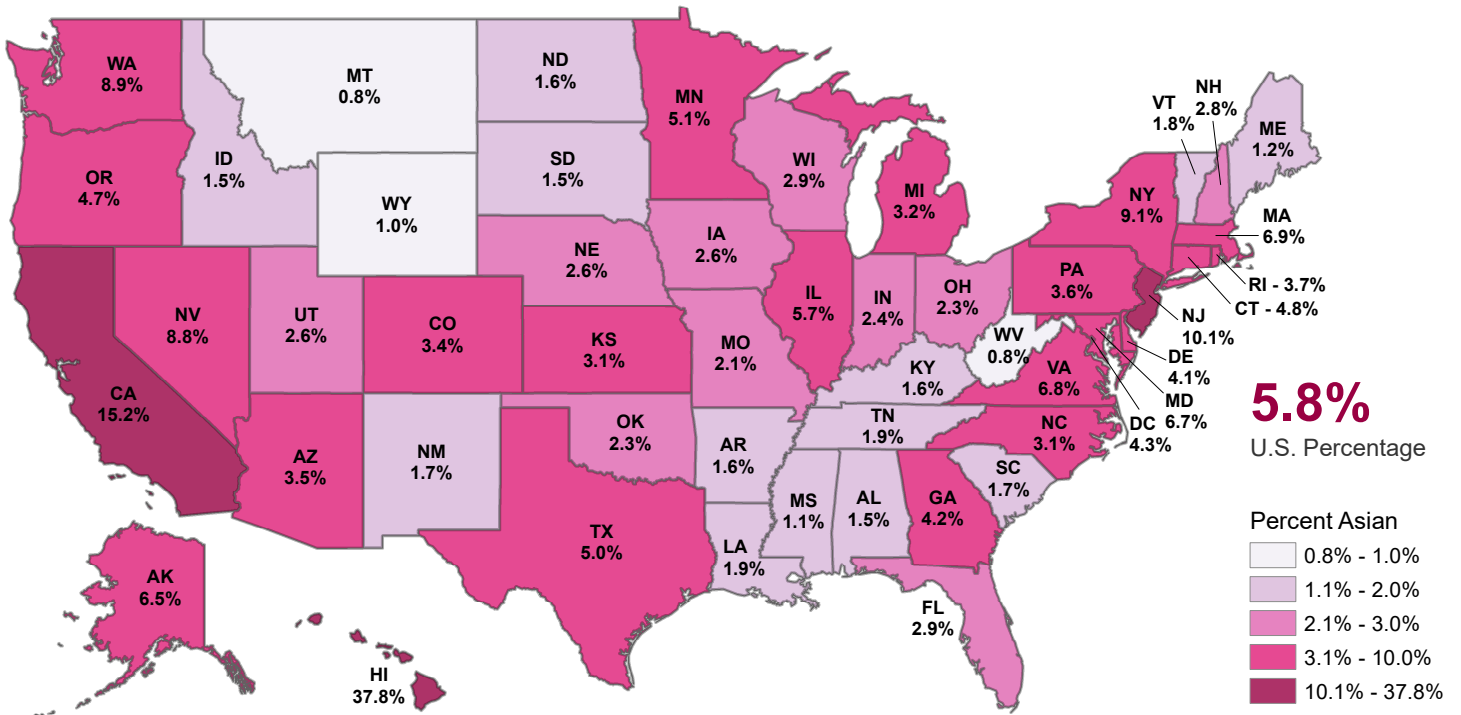 WA
8.9%
MT
0.8%
ND
1.6%
MN
5.1%
VT
1.8%
NH
2.8%
ME
1.2%
ID
1.5%
SD
1.5%
WI
2.9%
OR
4.7%
WY
1.0%
MI
3.2%
NY
9.1%
MA
6.9%
NE
2.6%
IA
2.6%
PA
3.6%
RI - 3.7%
CT - 4.8%
NV
8.8%
UT
2.6%
CO
3.4%
KS
3.1%
MO
2.1%
IL
5.7%
IN
2.4%
OH
2.3%
WV
0.8%
NJ
10.1%
DE
4.1%
MD
6.7%
DC
4.3%
CA
15.2%
KY
1.6%
VA
6.8%
AZ
3.5%
NM
1.7%
OK
2.3%
AR
1.6%
TN
1.9%
NC
3.1%
SC
1.7%
TX
5.0%
LA
1.9%
MS
1.1%
AL
1.5%
GA
4.2%
FL
2.9%
AK
6.5%
HI
37.8%
5.8%
U.S. Percentage
Percent Asian
0.8% - 1.0%
1.1% - 2.0%
2.1% - 3.0%
3.1% - 10.0%
10.1% - 37.8%